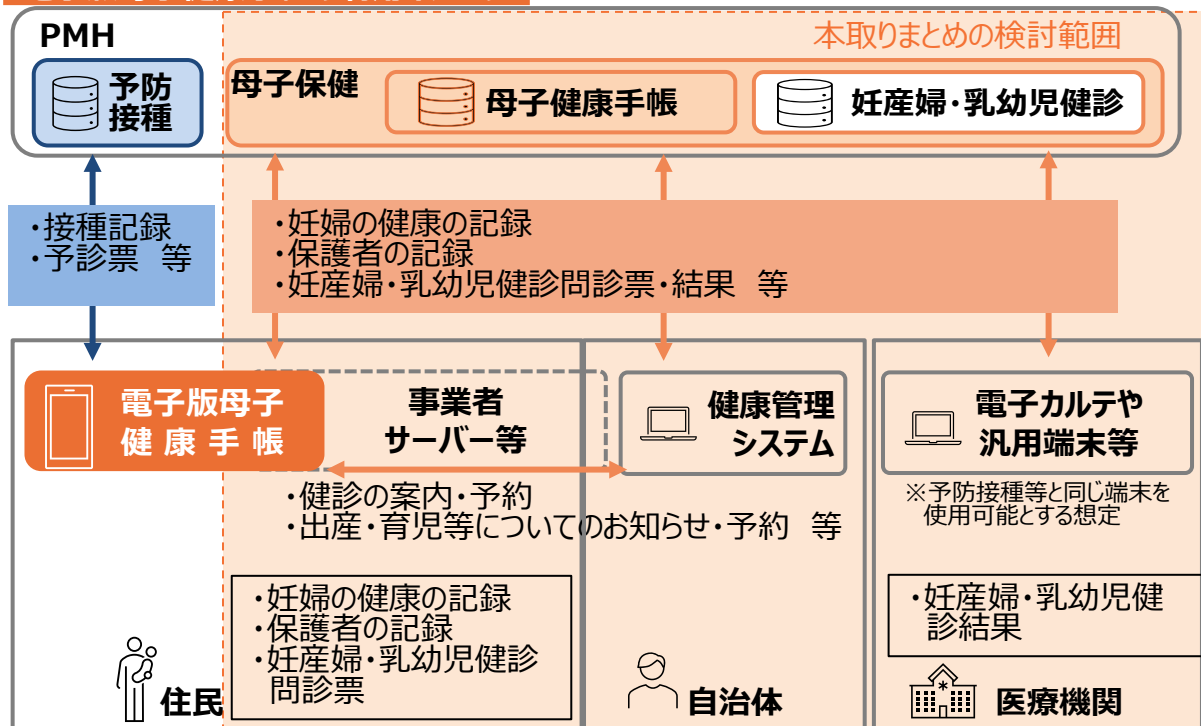 PMH
本取りまとめの検討範囲
予防
接種
母子保健
母子健康手帳
妊産婦・乳幼児健診
・接種記録
・予診票 等
・妊婦の健康の記録
・保護者の記録
・妊産婦・乳幼児健診問診票・結果 等
電子版母子
健康手帳
事業者
サーバー等
健康管理
システム
電子カルテや
汎用端末等
※予防接種等と同じ端末を
使用可能とする想定
・健診の案内・予約
・出産・育児等についてのお知らせ・予約 等
・妊婦の健康の記録
・保護者の記録
・妊産婦・乳幼児健診
問診票
・妊産婦・乳幼児健
診結果
住民
自治体
医療機関